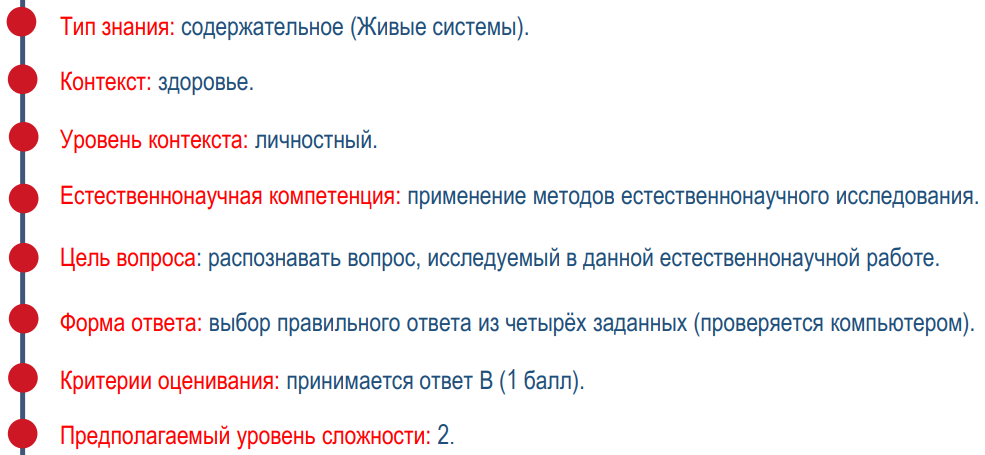 Тип знания: содержательное (Живые системы).
Контекст: здоровье.
Уровень контекста: личностный.
Естественнонаучная компетенция: применение методов естественнонаучного исследования.
Цель вопроса: распознавать вопрос, исследуемый в данной естественнонаучной работе.
Форма ответа: выбор правильного ответа из четырёх заданных (проверяется компьютером).
Критерии оценивания: принимается ответ В (1 балл).
Предполагаемый уровень сложности: 2.